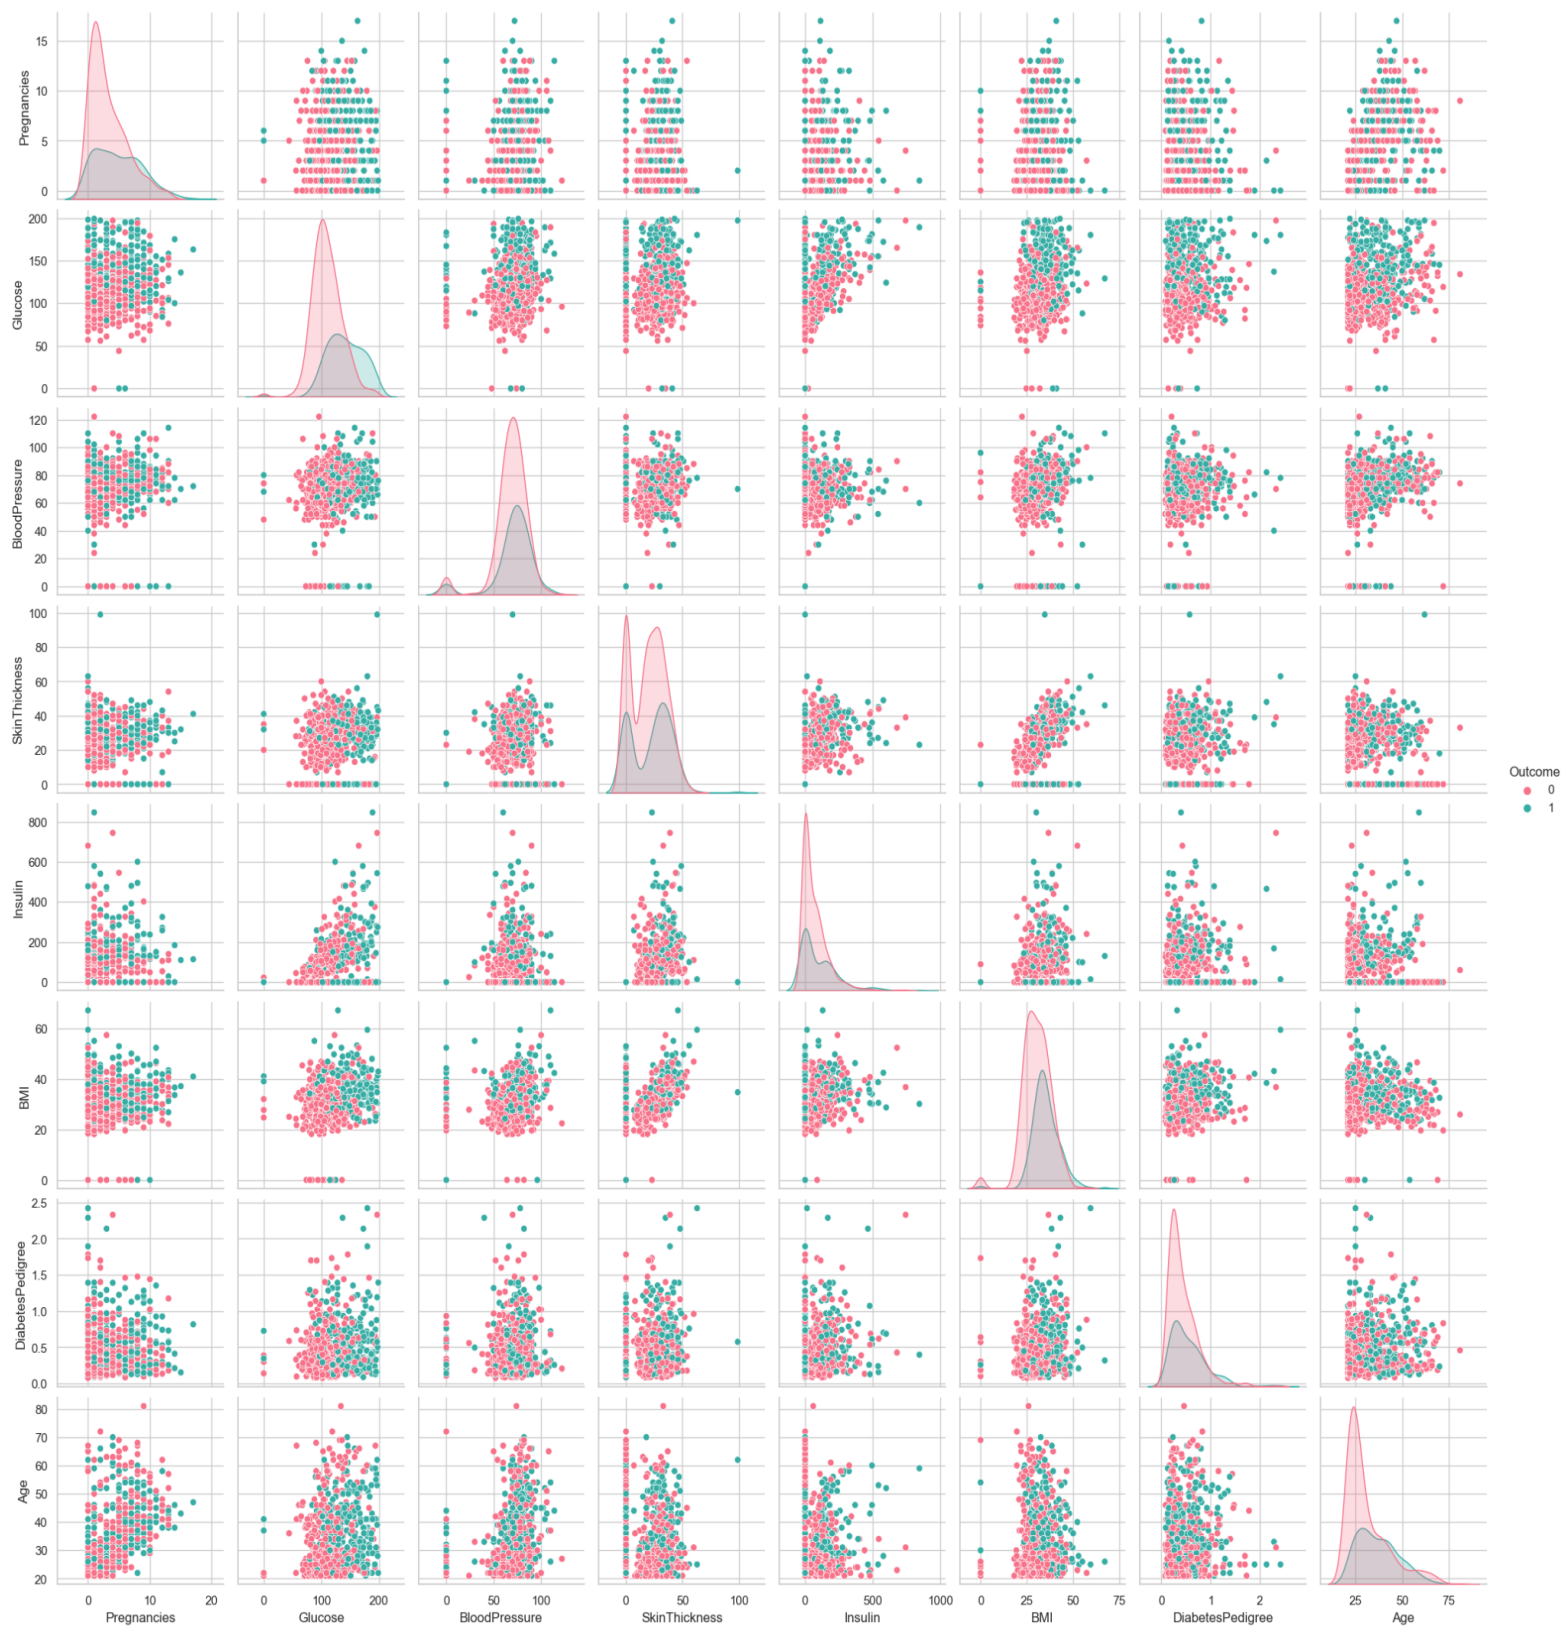 15
10
5
0
Pregnancies
200
150
100
50
0
Glucose
120
100
80
60
40
20
0
BloodPressure
100
80
60
40
20
0
SkinThickness
Outcome
0
1
800
600
400
200
0
Insulin
60
40
20
0
BMI
2.5
2.0
1.5
1.0
0.5
0.0
DiabetesPedigree
80
70
60
50
40
30
20
Age
0 10 20
0 100 200
0 50 100
0 50 100
0 500 1000
0 25 50 75
0 1 2
25 50 75
Pregnancies
Glucose
BloodPressure
SkinThickness
Insulin
BMI
DiabetesPedigree
Age